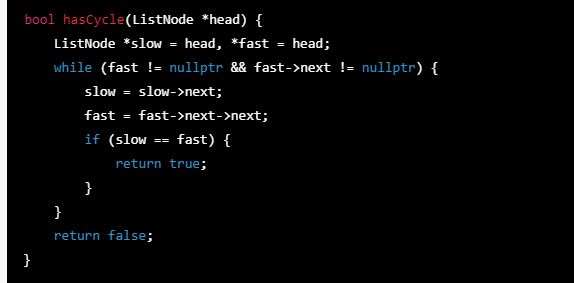 bool hasCycle(ListNode *head) {
    ListNode *slow = head, *fast = head;
    while (fast != nullptr && fast->next != nullptr) {
        slow = slow->next;
        fast = fast->next->next;
        if (slow == fast) {
            return true;
        }
    }
    return false;
}